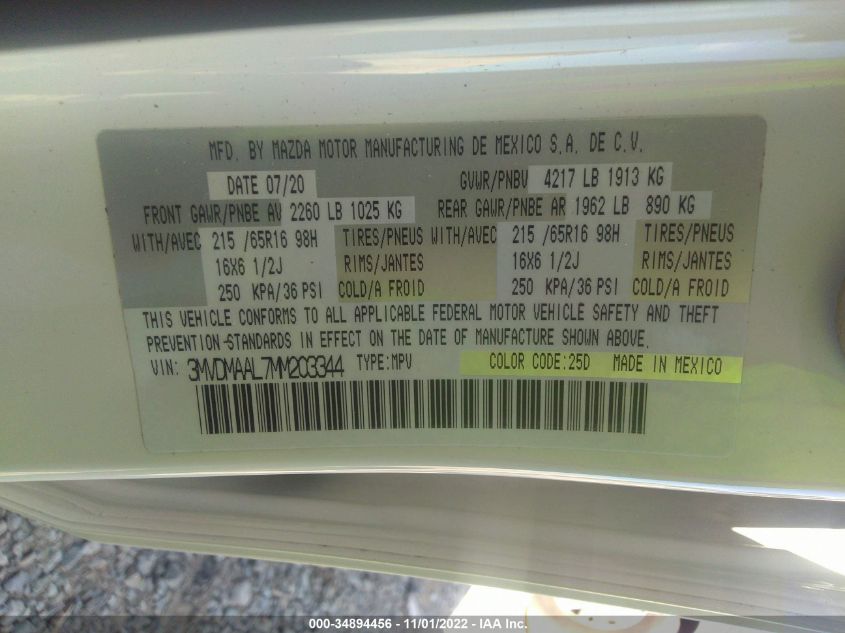 MFD. BY MAZDA MOTOR MANUFACTURING DE MEXICO S.A. DE C.V.
DATE 07/20 GVWR/PNBV 4217 LB 1913 KG
FRONT GAWR/PNBE AV 2260 LB 1025 KG REAR GAWR/PNBE AR 1962 LB 890 KG
WITH/AVEC 215 /65R16 98H TIRES/PNEUS WITH/AVEC 215 /65R16 98H TIRES/PNEUS
16X6 1/2J RIMS/JANTES 16X6 1/2J RIMS/JANTES
250 KPA/36 PSI COLD/A FROID 250 KPA/36 PSI COLD/A FROID
THIS VEHICLE CONFORMS TO ALL APPLICABLE FEDERAL MOTOR VEHICLE SAFETY AND THEFT
PREVENTION-STANDARDS IN EFFECT ON THE DATE OF MANUFACTURE SHOWN ABOVE.
VIN: 3MVDMAAL7MM203344 TYPE:MPV COLOR CODE:25D MADE IN MEXICO
000-34894456 - 11/01/2022 - IAA Inc.